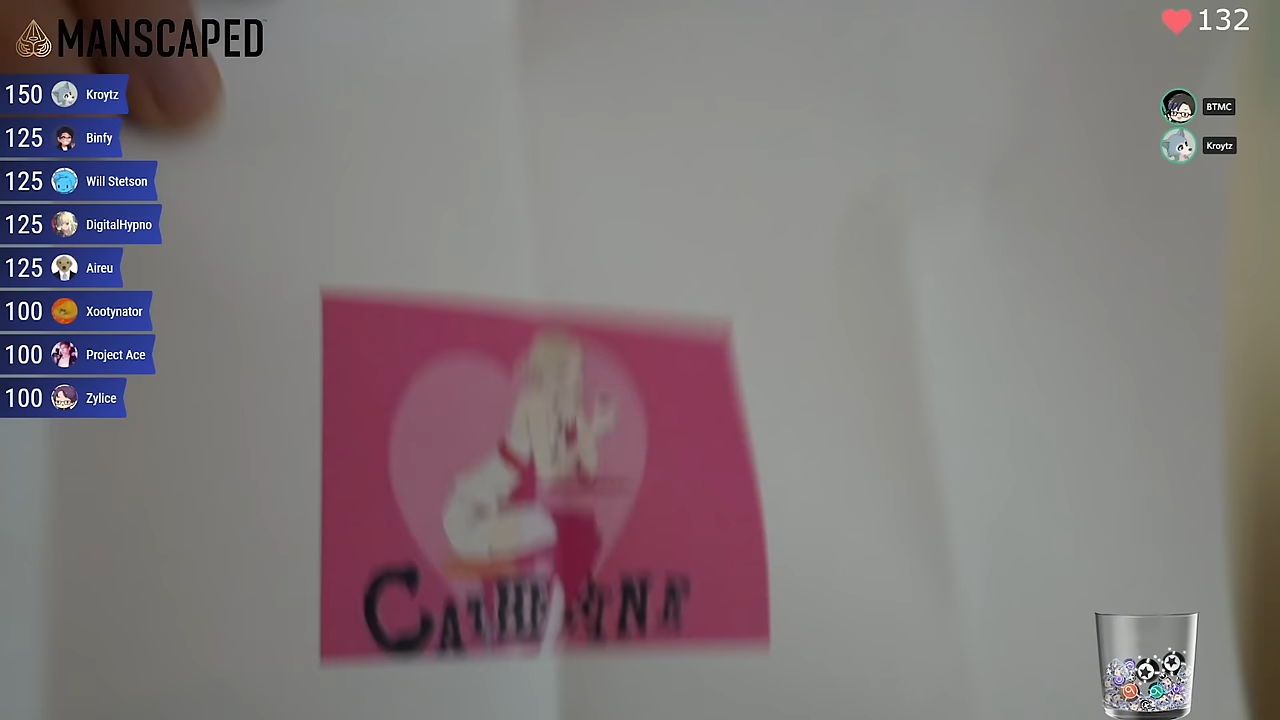 MANSCAPED
132
150 Kroytz
125 Binfy
125 Will Stetson
125 DigitalHypno
125 Aireu
100 Xootynator
100 Project Ace
100 Zylice
BTMC
Kroytz
CATHERINE